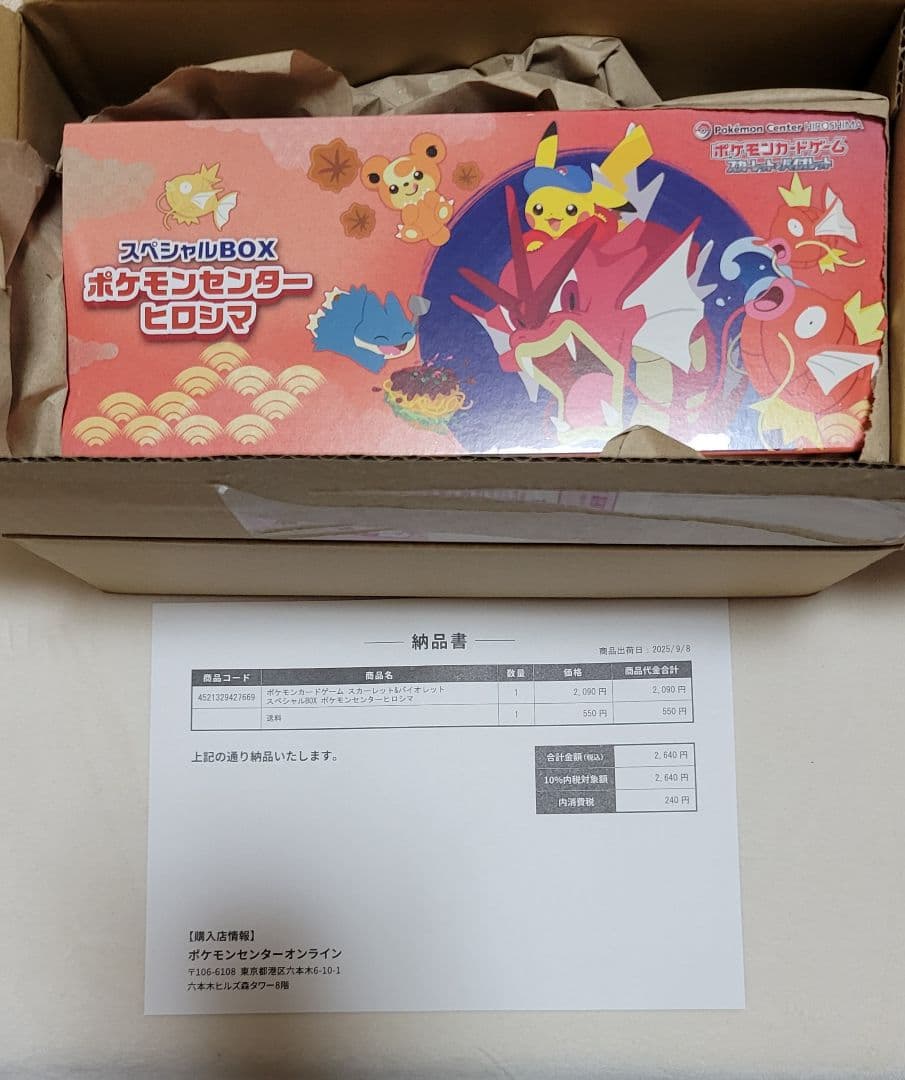 Pokémon Center HIROSHIMA
ポケモンカードゲーム
スカーレット&バイオレット
スペシャルBOX
ポケモンセンター
ヒロシマ
納品書
商品出荷日：2025/9/8
商品コード 商品名 数量 価格 商品代金合計
4521329427669 ポケモンカードゲーム スカーレット&バイオレット 1 2,090 円 2,090 円
スペシャルBOX ポケモンセンターヒロシマ
送料 1 550 円 550 円
上記の通り納品いたします。
合計金額(税込) 2,640 円
10%内税対象額 2,640 円
内消費税 240 円
【購入店情報】
ポケモンセンターオンライン
〒106-6108 東京都港区六本木6-10-1
六本木ヒルズ森タワー8階